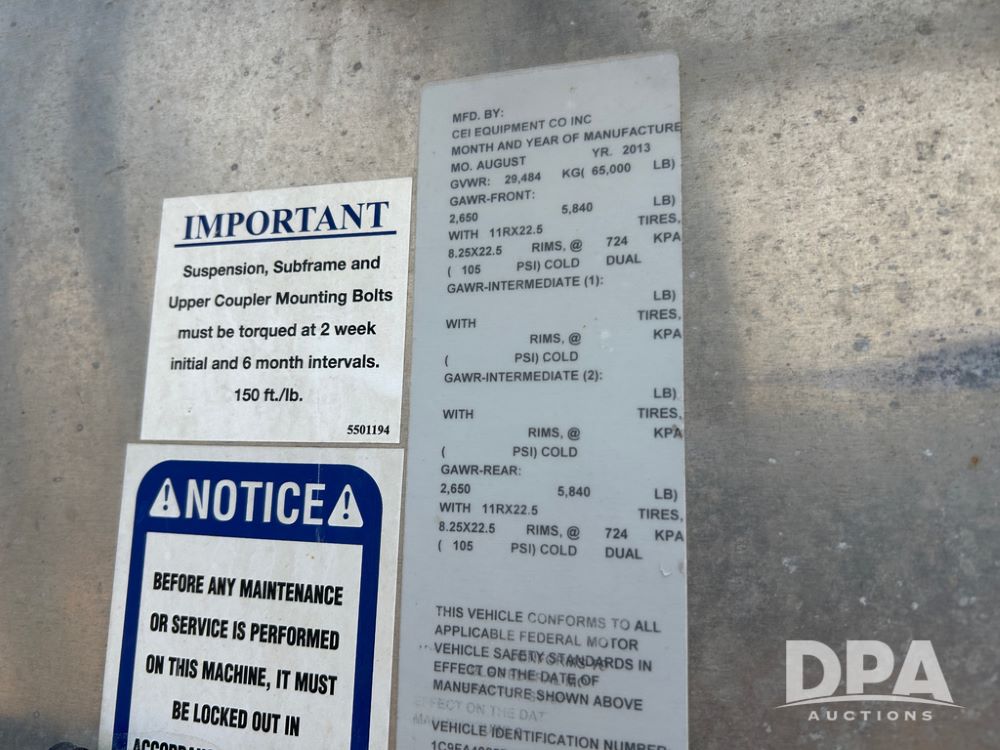 IMPORTANT
Suspension, Subframe and
Upper Coupler Mounting Bolts
must be torqued at 2 week
initial and 6 month intervals.
150 ft./lb.
5501194
NOTICE
BEFORE ANY MAINTENANCE
OR SERVICE IS PERFORMED
ON THIS MACHINE, IT MUST
BE LOCKED OUT IN
MFD. BY:
CEI EQUIPMENT CO INC
MONTH AND YEAR OF MANUFACTURE
MO. AUGUST YR. 2013
GVWR: 29,484 KG( 65,000 LB)
GAWR-FRONT:
2,650 5,840 LB)
WITH 11RX22.5 TIRES,
8.25X22.5 RIMS, @ 724 KPA
( 105 PSI) COLD DUAL
GAWR-INTERMEDIATE (1):
LB)
WITH TIRES,
RIMS, @ KPA
( PSI) COLD
GAWR-INTERMEDIATE (2):
LB)
WITH TIRES,
RIMS, @ KPA
( PSI) COLD
GAWR-REAR:
2,650 5,840 LB)
WITH 11RX22.5 TIRES,
8.25X22.5 RIMS, @ 724 KPA
( 105 PSI) COLD DUAL
THIS VEHICLE CONFORMS TO ALL
APPLICABLE FEDERAL MOTOR
VEHICLE SAFETY STANDARDS IN
EFFECT ON THE DATE OF
MANUFACTURE SHOWN ABOVE
VEHICLE IDENTIFICATION NUMBER
DPA
AUCTIONS